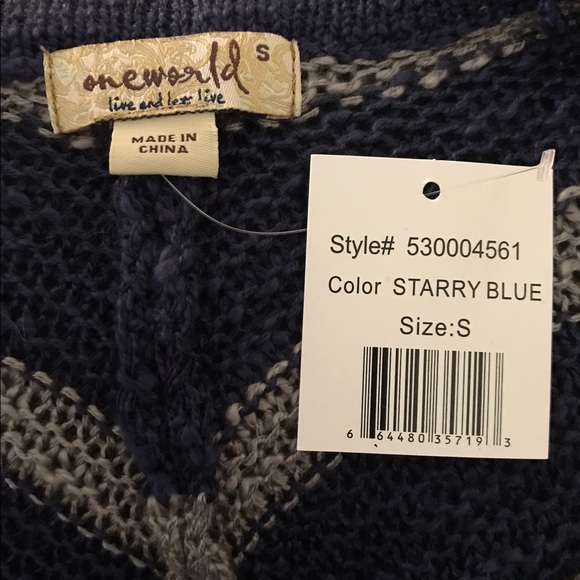 oneworld S
live and let live
MADE IN
CHINA
Style# 530004561
Color STARRY BLUE
Size:S
6 64480 35719 3